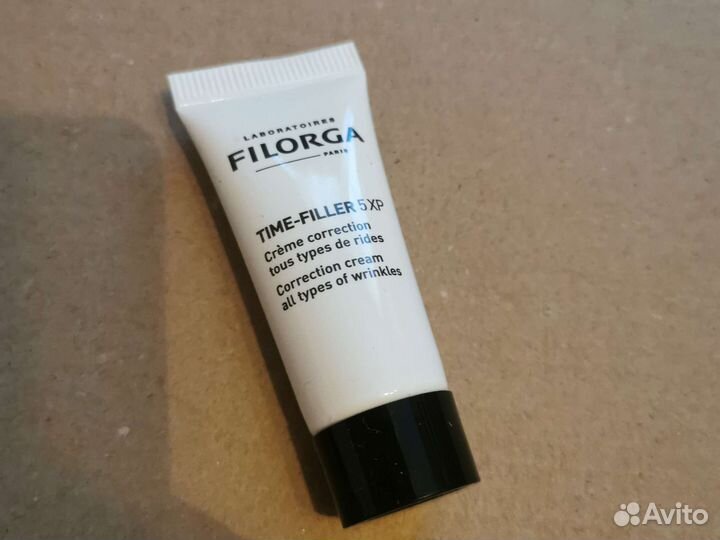 LABORATOIRES
FILORGA
PARIS
TIME-FILLER 5XP
Crème correction
tous types de rides
Correction cream
all types of wrinkles
Avito